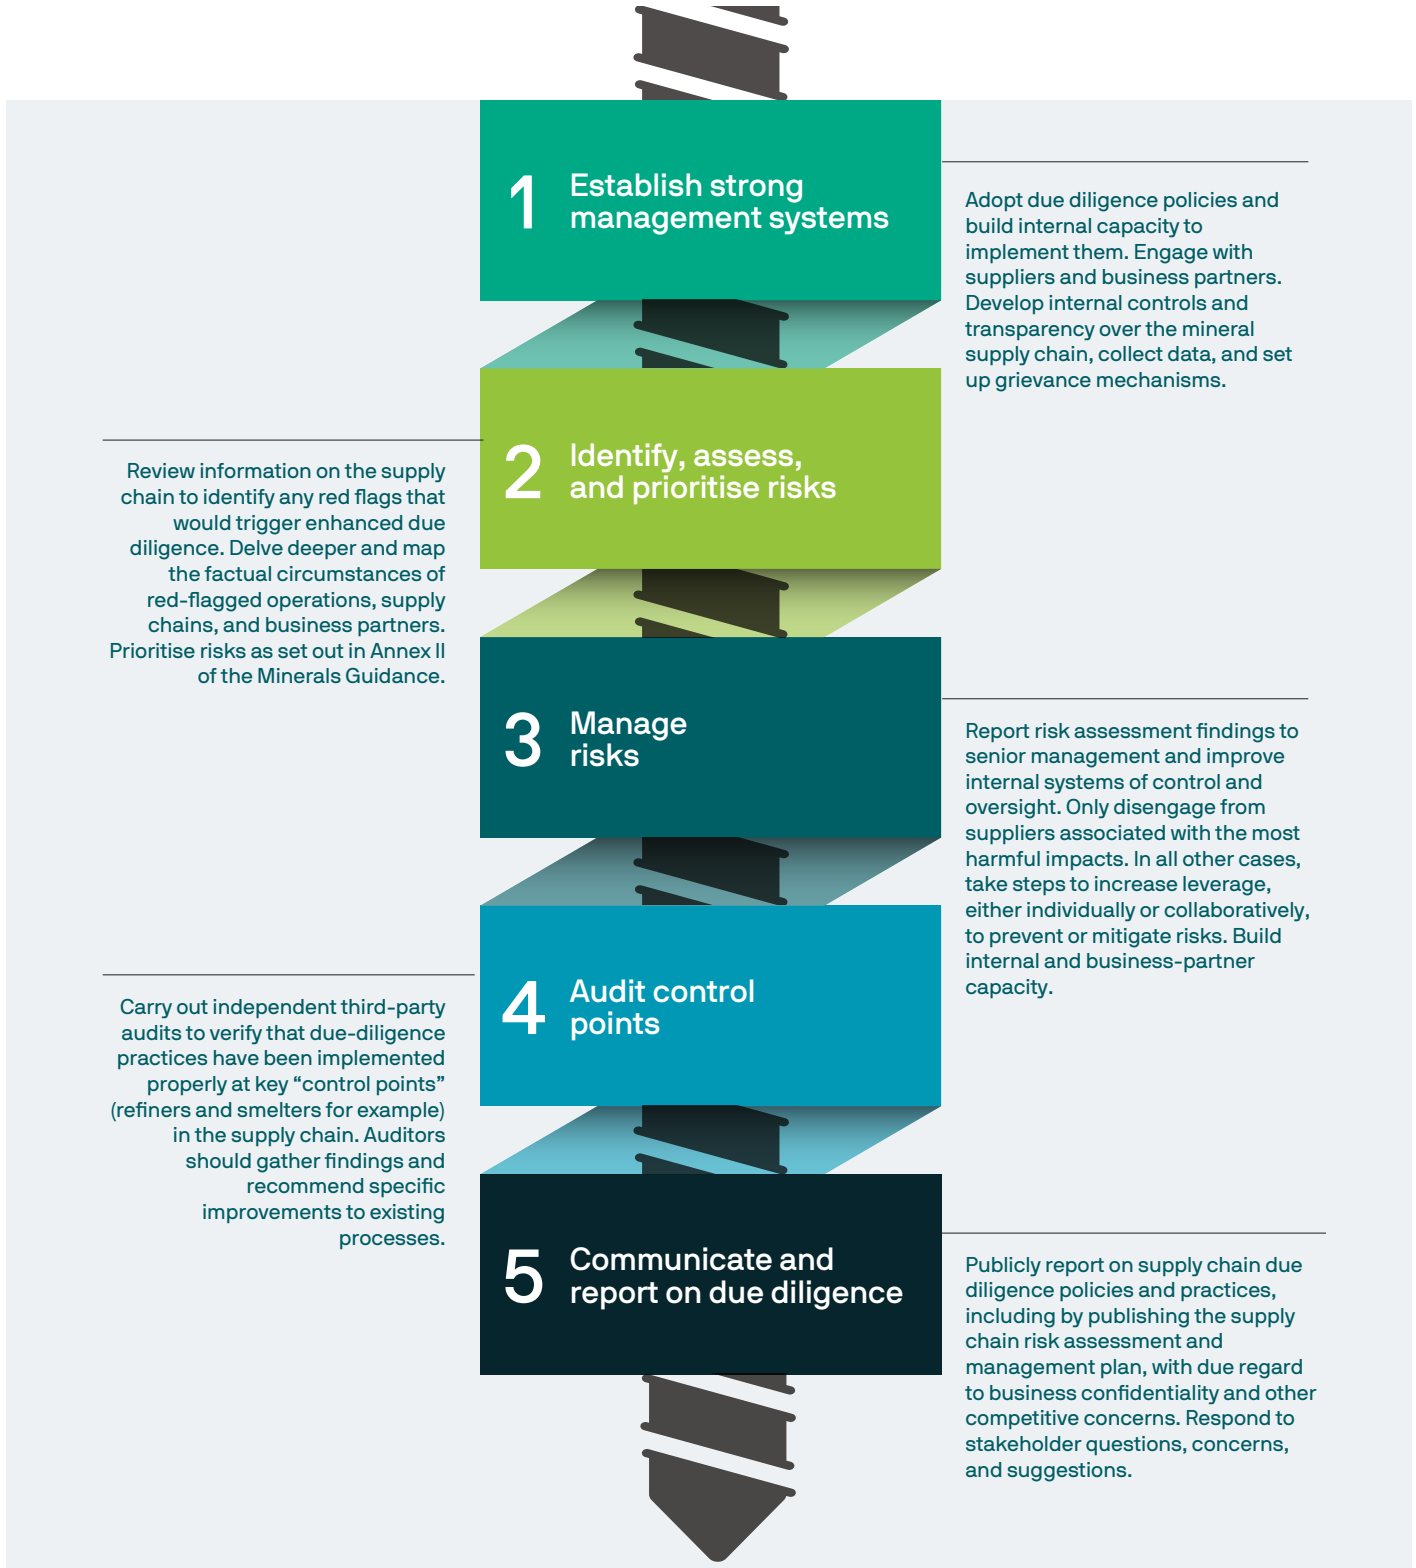 1
Establish strong
management systems
Adopt due diligence policies and
build internal capacity to
implement them. Engage with
suppliers and business partners.
Develop internal controls and
transparency over the mineral
supply chain, collect data, and set
up grievance mechanisms.
2
Identify, assess,
and prioritise risks
Review information on the supply
chain to identify any red flags that
would trigger enhanced due
diligence. Delve deeper and map
the factual circumstances of
red-flagged operations, supply
chains, and business partners.
Prioritise risks as set out in Annex II
of the Minerals Guidance.
3
Manage
risks
Report risk assessment findings to
senior management and improve
internal systems of control and
oversight. Only disengage from
suppliers associated with the most
harmful impacts. In all other cases,
take steps to increase leverage,
either individually or collaboratively,
to prevent or mitigate risks. Build
internal and business-partner
capacity.
4
Audit control
points
Carry out independent third-party
audits to verify that due-diligence
practices have been implemented
properly at key “control points”
(refiners and smelters for example)
in the supply chain. Auditors
should gather findings and
recommend specific
improvements to existing
processes.
5
Communicate and
report on due diligence
Publicly report on supply chain due
diligence policies and practices,
including by publishing the supply
chain risk assessment and
management plan, with due regard
to business confidentiality and other
competitive concerns. Respond to
stakeholder questions, concerns,
and suggestions.